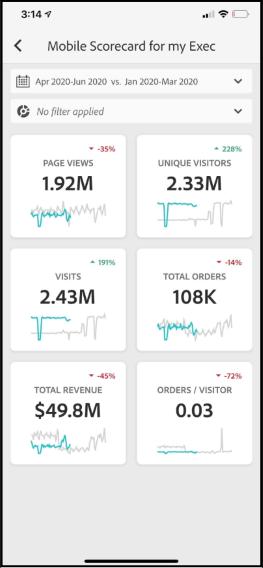 3:14
Mobile Scorecard for my Exec
Apr 2020-Jun 2020 vs. Jan 2020-Mar 2020
No filter applied
-35%
PAGE VIEWS
1.92M
228%
UNIQUE VISITORS
2.33M
191%
VISITS
2.43M
-14%
TOTAL ORDERS
108K
-45%
TOTAL REVENUE
$49.8M
-72%
ORDERS / VISITOR
0.03